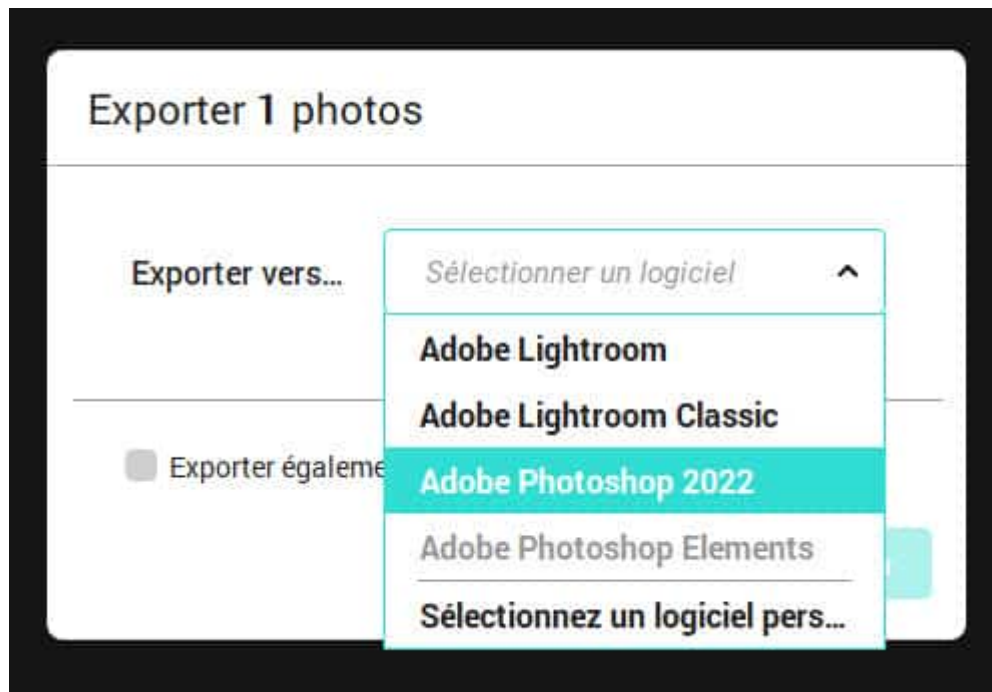 Exporter 1 photos
Exporter vers...
Sélectionner un logiciel
Adobe Lightroom
Adobe Lightroom Classic
Exporter égaleme
Adobe Photoshop 2022
Adobe Photoshop Elements
Sélectionnez un logiciel pers...